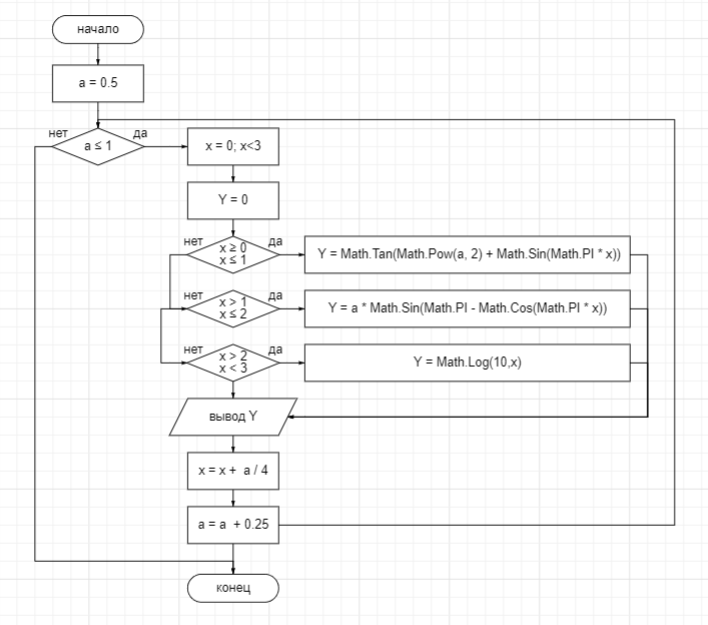 начало
a = 0.5
нет
да
a ≤ 1
x = 0; x<3
Y = 0
нет
да
x ≥ 0
x ≤ 1
Y = Math.Tan(Math.Pow(a, 2) + Math.Sin(Math.PI * x))
нет
да
x > 1
x ≤ 2
Y = a * Math.Sin(Math.PI - Math.Cos(Math.PI * x))
нет
да
x > 2
x < 3
Y = Math.Log(10,x)
вывод Y
x = x + a / 4
a = a + 0.25
конец